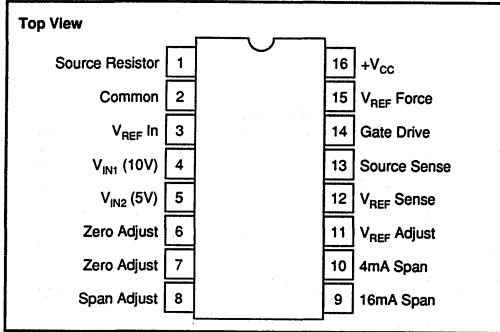 Top View
Source Resistor 1
Common 2
VREF In 3
VIN1 (10V) 4
VIN2 (5V) 5
Zero Adjust 6
Zero Adjust 7
Span Adjust 8
16 +VCC
15 VREF Force
14 Gate Drive
13 Source Sense
12 VREF Sense
11 VREF Adjust
10 4mA Span
9 16mA Span